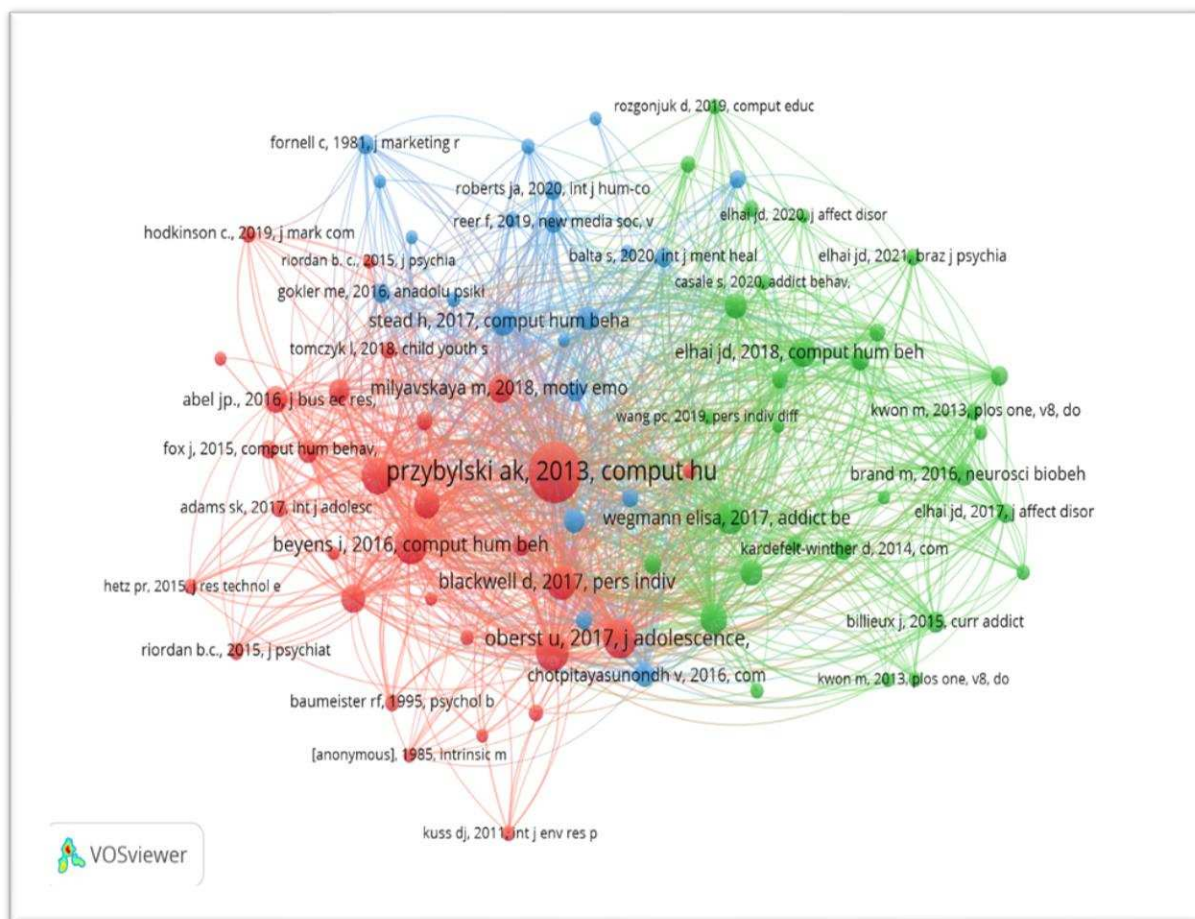 rozgonjuk d, 2019, comput educ
fornell c, 1981, j marketing r
roberts ja, 2020, int j hum-co
elhai jd, 2020, j affect disor
reer f, 2019, new media soc, v
hodkinson c., 2019, j mark com
balta s, 2020, int j ment heal
elhai jd, 2021, braz j psychia
riordan b. c., 2015, j psychia
casale s, 2020, addict behav,
gokler me, 2016, anadolu psiki
stead h, 2017, comput hum beha
tomczyk l, 2018, child youth s
elhai jd, 2018, comput hum beh
milyavskaya m, 2018, motiv emo
abel jp., 2016, j bus ec res,
wang pc, 2019, pers indiv diff
kwon m, 2013, plos one, v8, do
fox j, 2015, comput hum behav,
przybylski ak, 2013, comput hu
brand m, 2016, neurosci biobeh
adams sk, 2017, int j adolesc
wegmann elisa, 2017, addict be
elhai jd, 2017, j affect disor
beyens i, 2016, comput hum beh
kardefelt-winther d, 2014, com
hetz pr, 2015, j res technol e
blackwell d, 2017, pers indiv
billieux j, 2015, curr addict
oberst u, 2017, j adolescence,
riordan b.c., 2015, j psychiat
chotpitayasunondh v, 2016, com
kwon m, 2013, plos one, v8, do
baumeister rf, 1995, psychol b
[anonymous], 1985, intrinsic m
kuss dj, 2011, int j env res p
VOSviewer